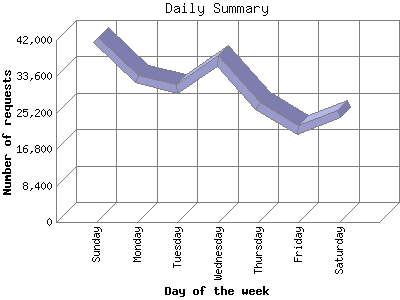 Daily Summary
Number of requests
42,000
33,600
25,200
16,800
8,400
0
Sunday
Monday
Tuesday
Wednesday
Thursday
Friday
Saturday
Day of the week